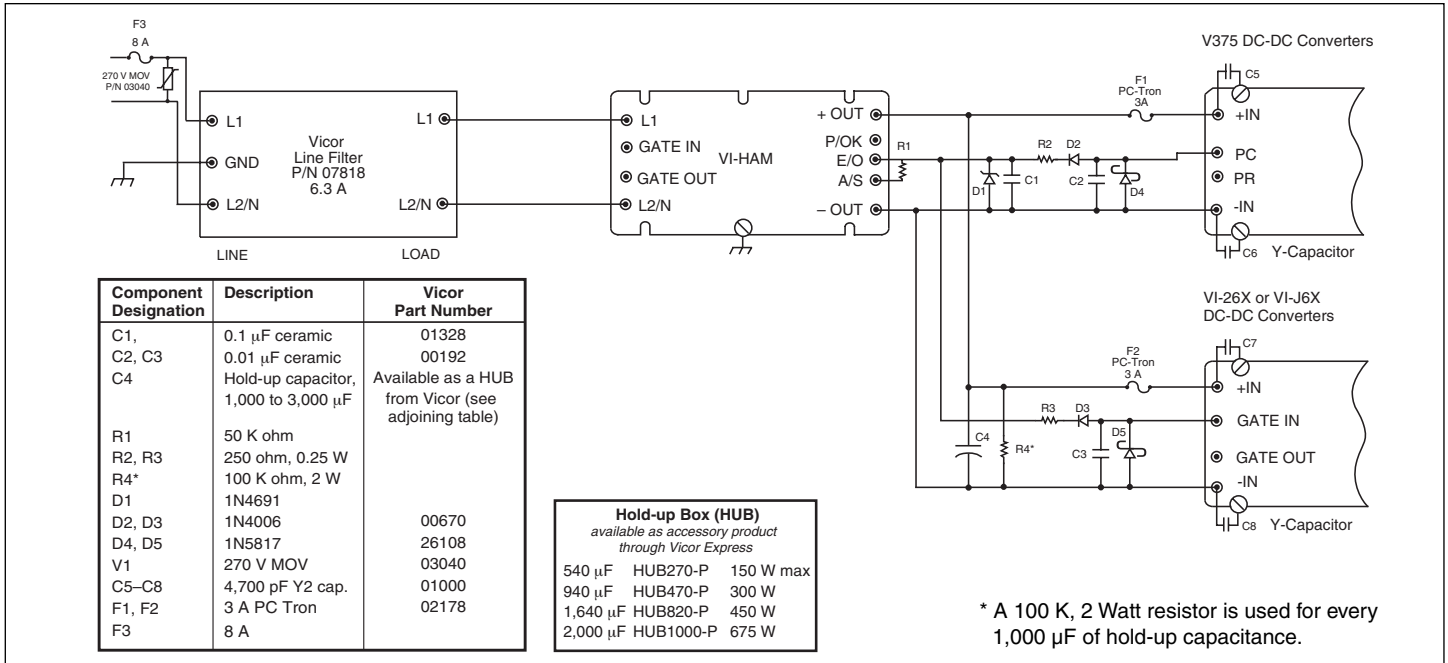 F3
8 A
270 V MOV
P/N 03040
L1
GND
L2/N
Vicor
Line Filter
P/N 07818
6.3 A
L1
L2/N
LINE
LOAD
L1
GATE IN
GATE OUT
L2/N
VI-HAM
+ OUT
P/OK
E/O
A/S
– OUT
R1
D1
C1
R2
D2
C2
D4
F1
PC-Tron
3A
V375 DC-DC Converters
C5
+IN
PC
PR
-IN
C6
Y-Capacitor
VI-26X or VI-J6X
DC-DC Converters
C7
F2
PC-Tron
3 A
+IN
GATE IN
GATE OUT
-IN
C8
Y-Capacitor
R3
D3
D5
C3
C4
R4*
Component Designation Description Vicor Part Number
C1, 0.1 μF ceramic 01328
C2, C3 0.01 μF ceramic 00192
C4 Hold-up capacitor, Available as a HUB
1,000 to 3,000 μF from Vicor (see
adjoining table)
R1 50 K ohm
R2, R3 250 ohm, 0.25 W
R4* 100 K ohm, 2 W
D1 1N4691
D2, D3 1N4006 00670
D4, D5 1N5817 26108
V1 270 V MOV 03040
C5–C8 4,700 pF Y2 cap. 01000
F1, F2 3 A PC Tron 02178
F3 8 A
Hold-up Box (HUB)
available as accessory product
through Vicor Express
540 μF HUB270-P 150 W max
940 μF HUB470-P 300 W
1,640 μF HUB820-P 450 W
2,000 μF HUB1000-P 675 W
* A 100 K, 2 Watt resistor is used for every
1,000 μF of hold-up capacitance.